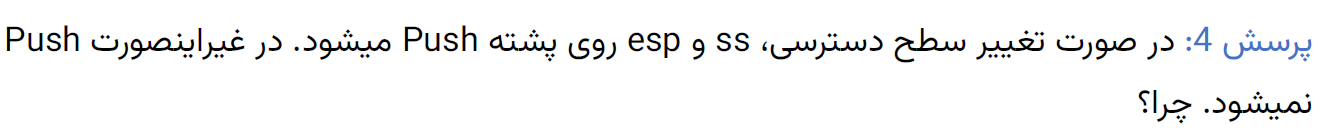 پرسش 4: در صورت تغییر سطح دسترسی، ss و esp روی پشته Push میشود. در غیراینصورت Push
نمیشود. چرا؟